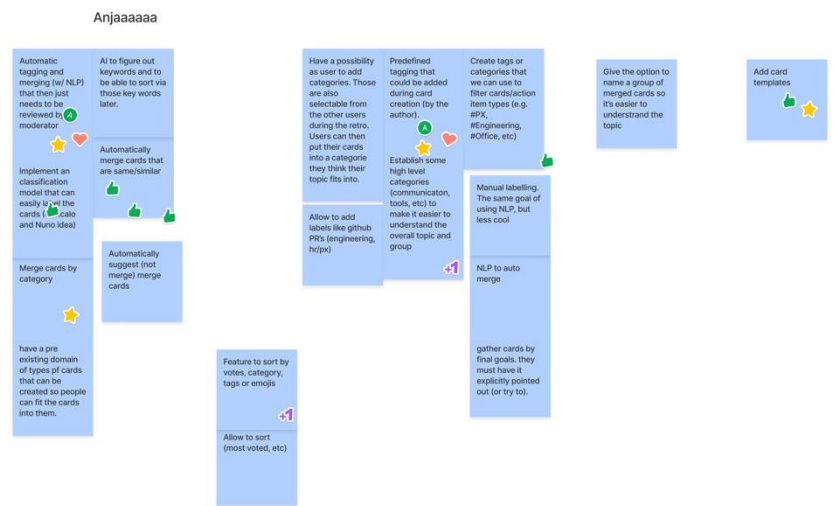 Anjaaaaaa
Automatic
tagging and
merging (w/ NLP)
that then just
needs to be
reviewed by
moderator
AI to figure out
keywords and to
be able to sort via
those key words
later.
Implement an
classification
model that can
easily label the
cards (
and Nuno idea)
Automatically
merge cards that
are same/similar
Merge cards by
category
Automatically
suggest (not
merge) merge
cards
have a pre
existing domain
of types pf cards
that can be
created so people
can fit the cards
into them.
Feature to sort by
votes, category,
tags or emojis
+1
Allow to sort
(most voted, etc)
Have a possibility
as user to add
categories. Those
are also
selectable from
the other users
during the retro.
Users can then
put their cards
into a categorie
they think their
topic fits into.
Allow to add
labels like github
PR's (engineering,
hr/px)
Predefined
tagging that
could be added
during card
creation (by the
author).
A
A
Establish some
high level
categories
(communicaton,
tools, etc) to
make it easier to
understand the
overall topic and
group
+1
Create tags or
categories that
we can use to
filter cards/action
item types (e.g.
#PX,
#Engineering,
#Office, etc)
Manual labelling.
The same goal of
using NLP, but
less cool
NLP to auto
merge
gather cards by
final goals. they
must have it
explicitly pointed
out (or try to).
Give the option to
name a group of
merged cards so
it's easier to
understrand the
topic
Add card
templates